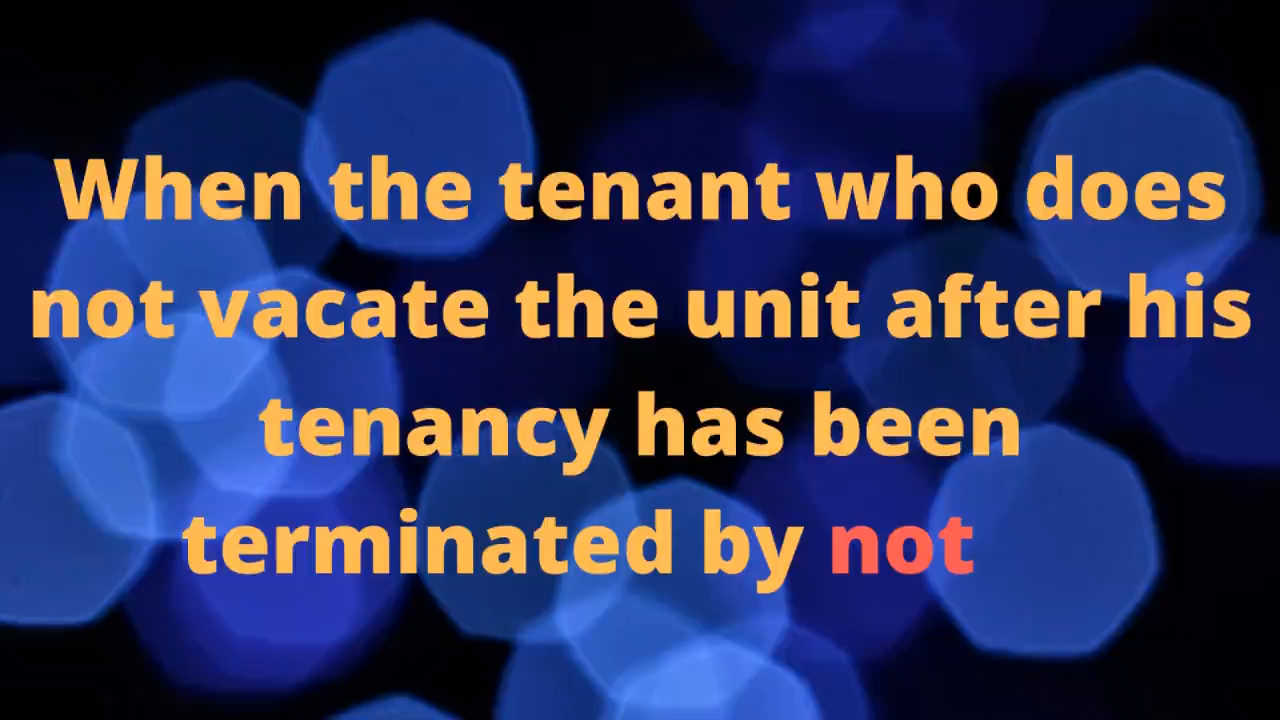 When the tenant who does
not vacate the unit after his
tenancy has been
terminated by not